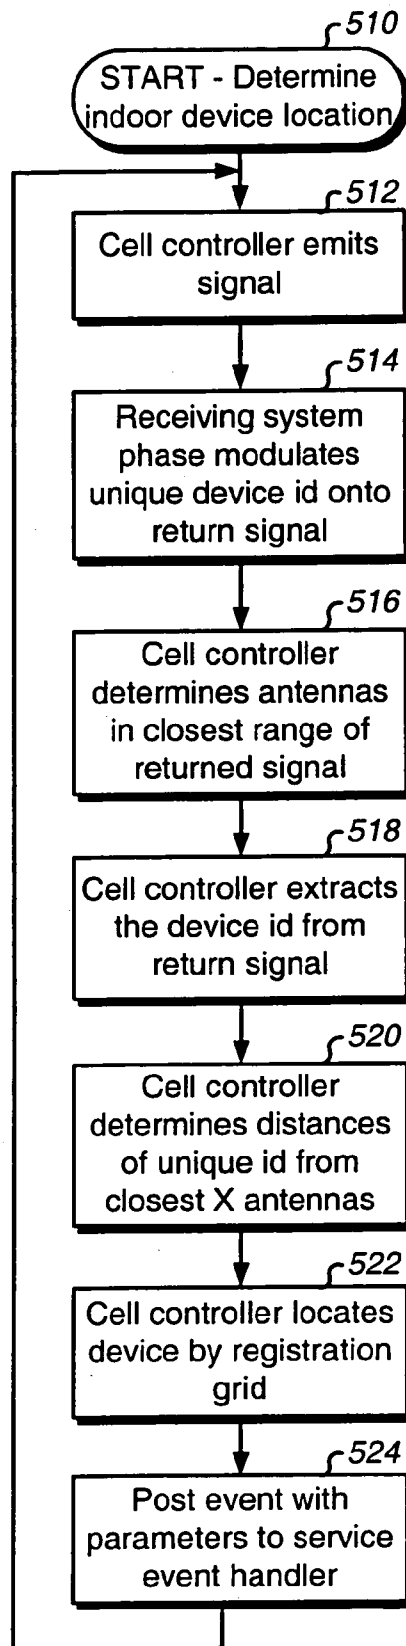 510
START - Determine
indoor device location
512
Cell controller emits
signal
514
Receiving system
phase modulates
unique device id onto
return signal
516
Cell controller
determines antennas
in closest range of
returned signal
518
Cell controller extracts
the device id from
return signal
520
Cell controller
determines distances
of unique id from
closest X antennas
522
Cell controller locates
device by registration
grid
524
Post event with
parameters to service
event handler